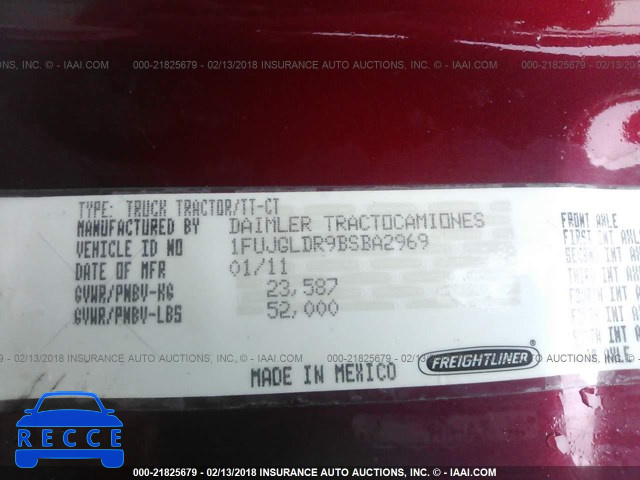 INC. © - IAAI.COM 000-21825679 - 02/13/2018 INSURANCE AUTO AUCTIONS, INC. © - IAAI.COM 000-21825679 - 02/13/2018
TYPE: TRUCK TRACTOR/TT-CT
MANUFACTURED BY DAIMLER TRACTOCAMIONES
VEHICLE ID NO 1FUJGLDR9BSBA2969
DATE OF MFR 01/11
GVWR/PNBV-KG 23,587
GVWR/PNBV-LBS 52,000
FRONT AXLE
FIRST INT
AXLE
679 - 02/13/2018 INSURANCE AUTO AUCTIONS, INC. © - IAAI.COM 000-21825679 - 02/13/2018 INSURANCE AUTO AUCTIONS, INC. ©
MADE IN MEXICO
FREIGHTLINER
RECCE
000-21825679 - 02/13/2018 INSURANCE AUTO AUCTIONS, INC. © - IAAI.COM